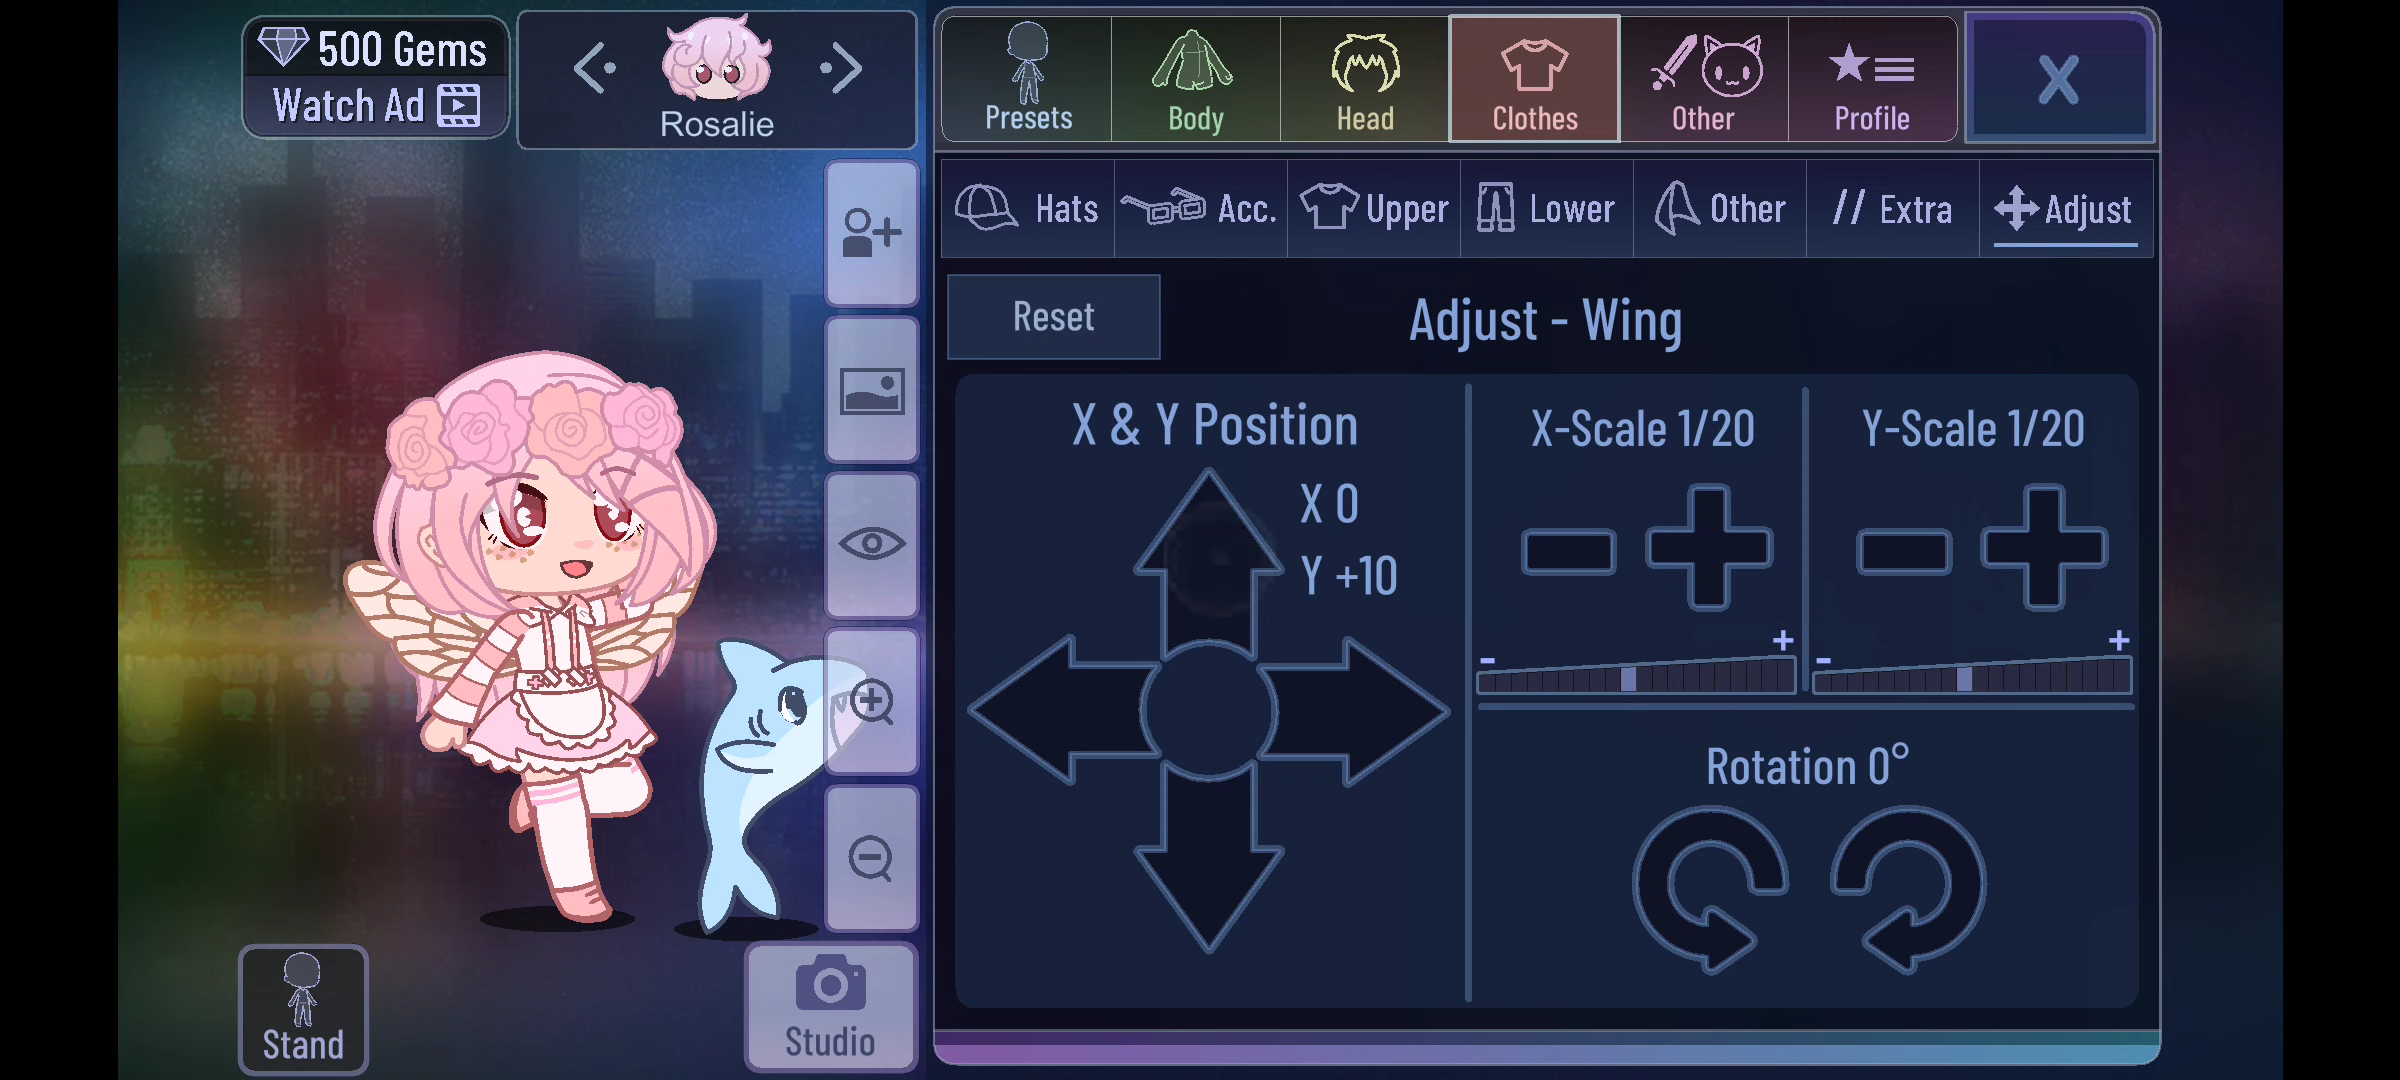 500 Gems
Watch Ad
Rosalie
Presets
Body
Head
Clothes
Other
Profile
X
Hats
Acc.
Upper
Lower
Other
// Extra
Adjust
Reset
Adjust - Wing
X & Y Position
X 0
Y +10
X-Scale 1/20
- +
Y-Scale 1/20
- +
Rotation 0°
Stand
Studio